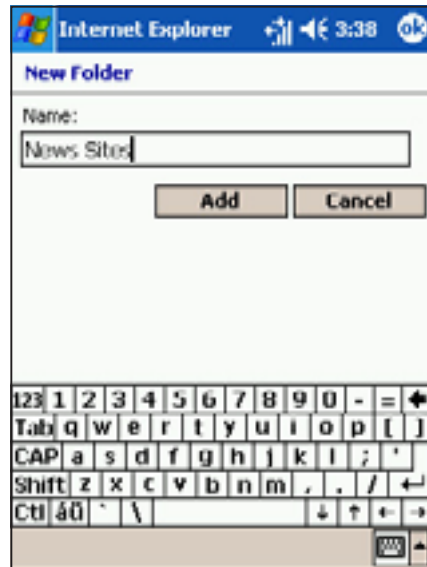 Internet Explorer 3:38 ok
New Folder
Name:
News Sites
Add Cancel
123 1 2 3 4 5 6 7 8 9 0 - =
Tab q w e r t y u i o p [ ]
CAP a s d f g h j k l ; '
Shift z x c v b n m , . /
Ctl áü ` \